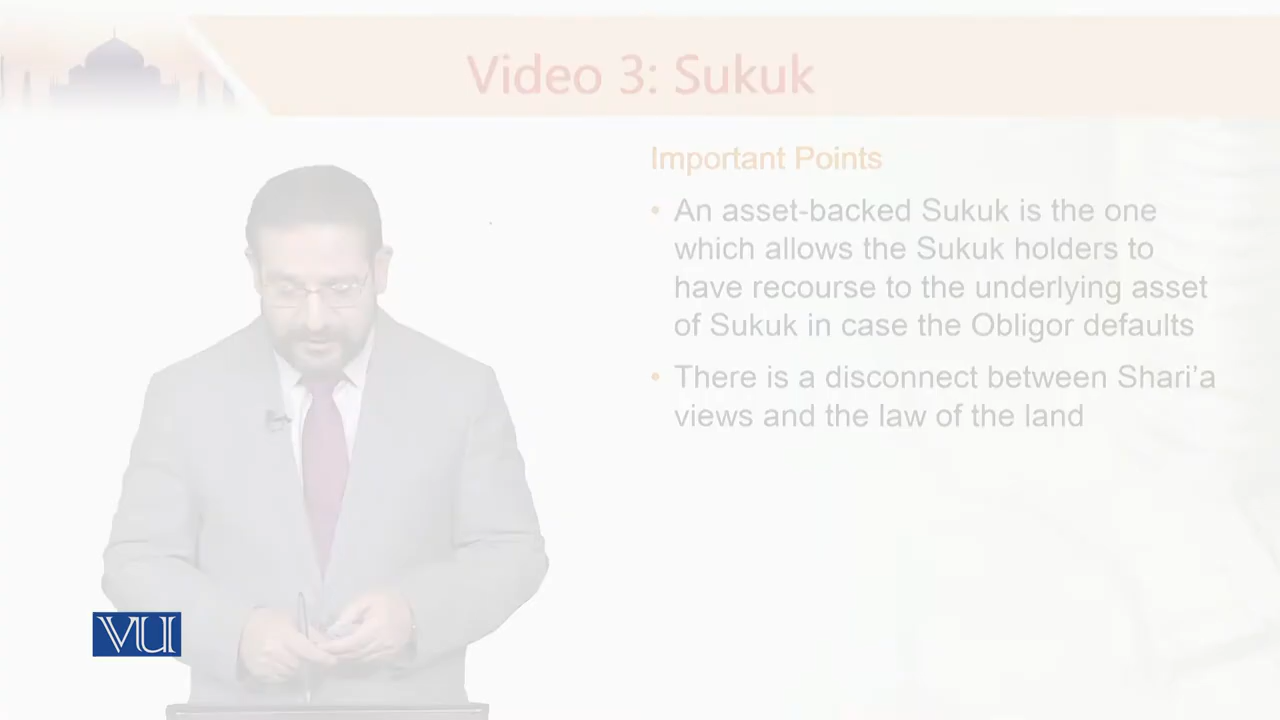 Video 3: Sukuk
Important Points
• An asset-backed Sukuk is the one
which allows the Sukuk holders to
have recourse to the underlying asset
of Sukuk in case the Obligor defaults
• There is a disconnect between Shari’a
views and the law of the land
VU